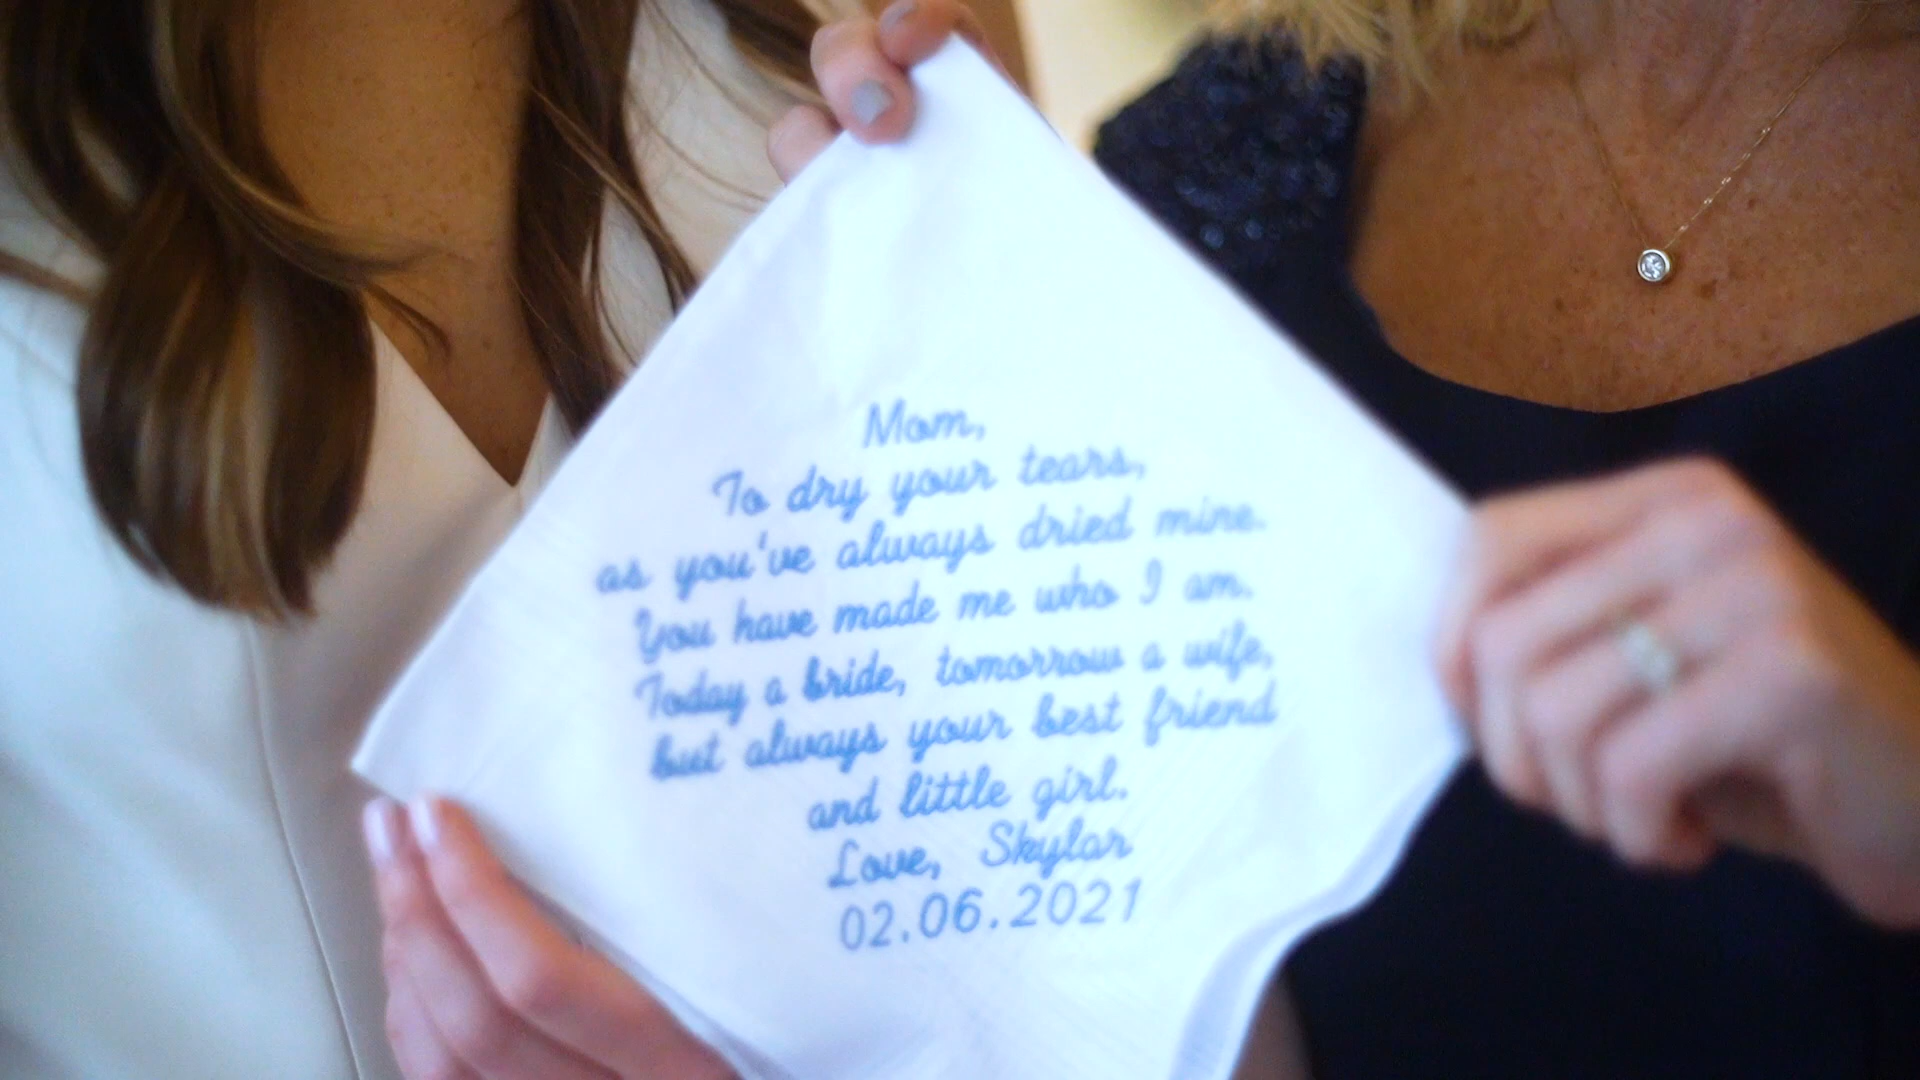 Mom,
To dry your tears,
as you've always dried mine.
You have made me who I am.
Today a bride, tomorrow a wife,
but always your best friend
and little girl.
Love, Skylar
02.06.2021